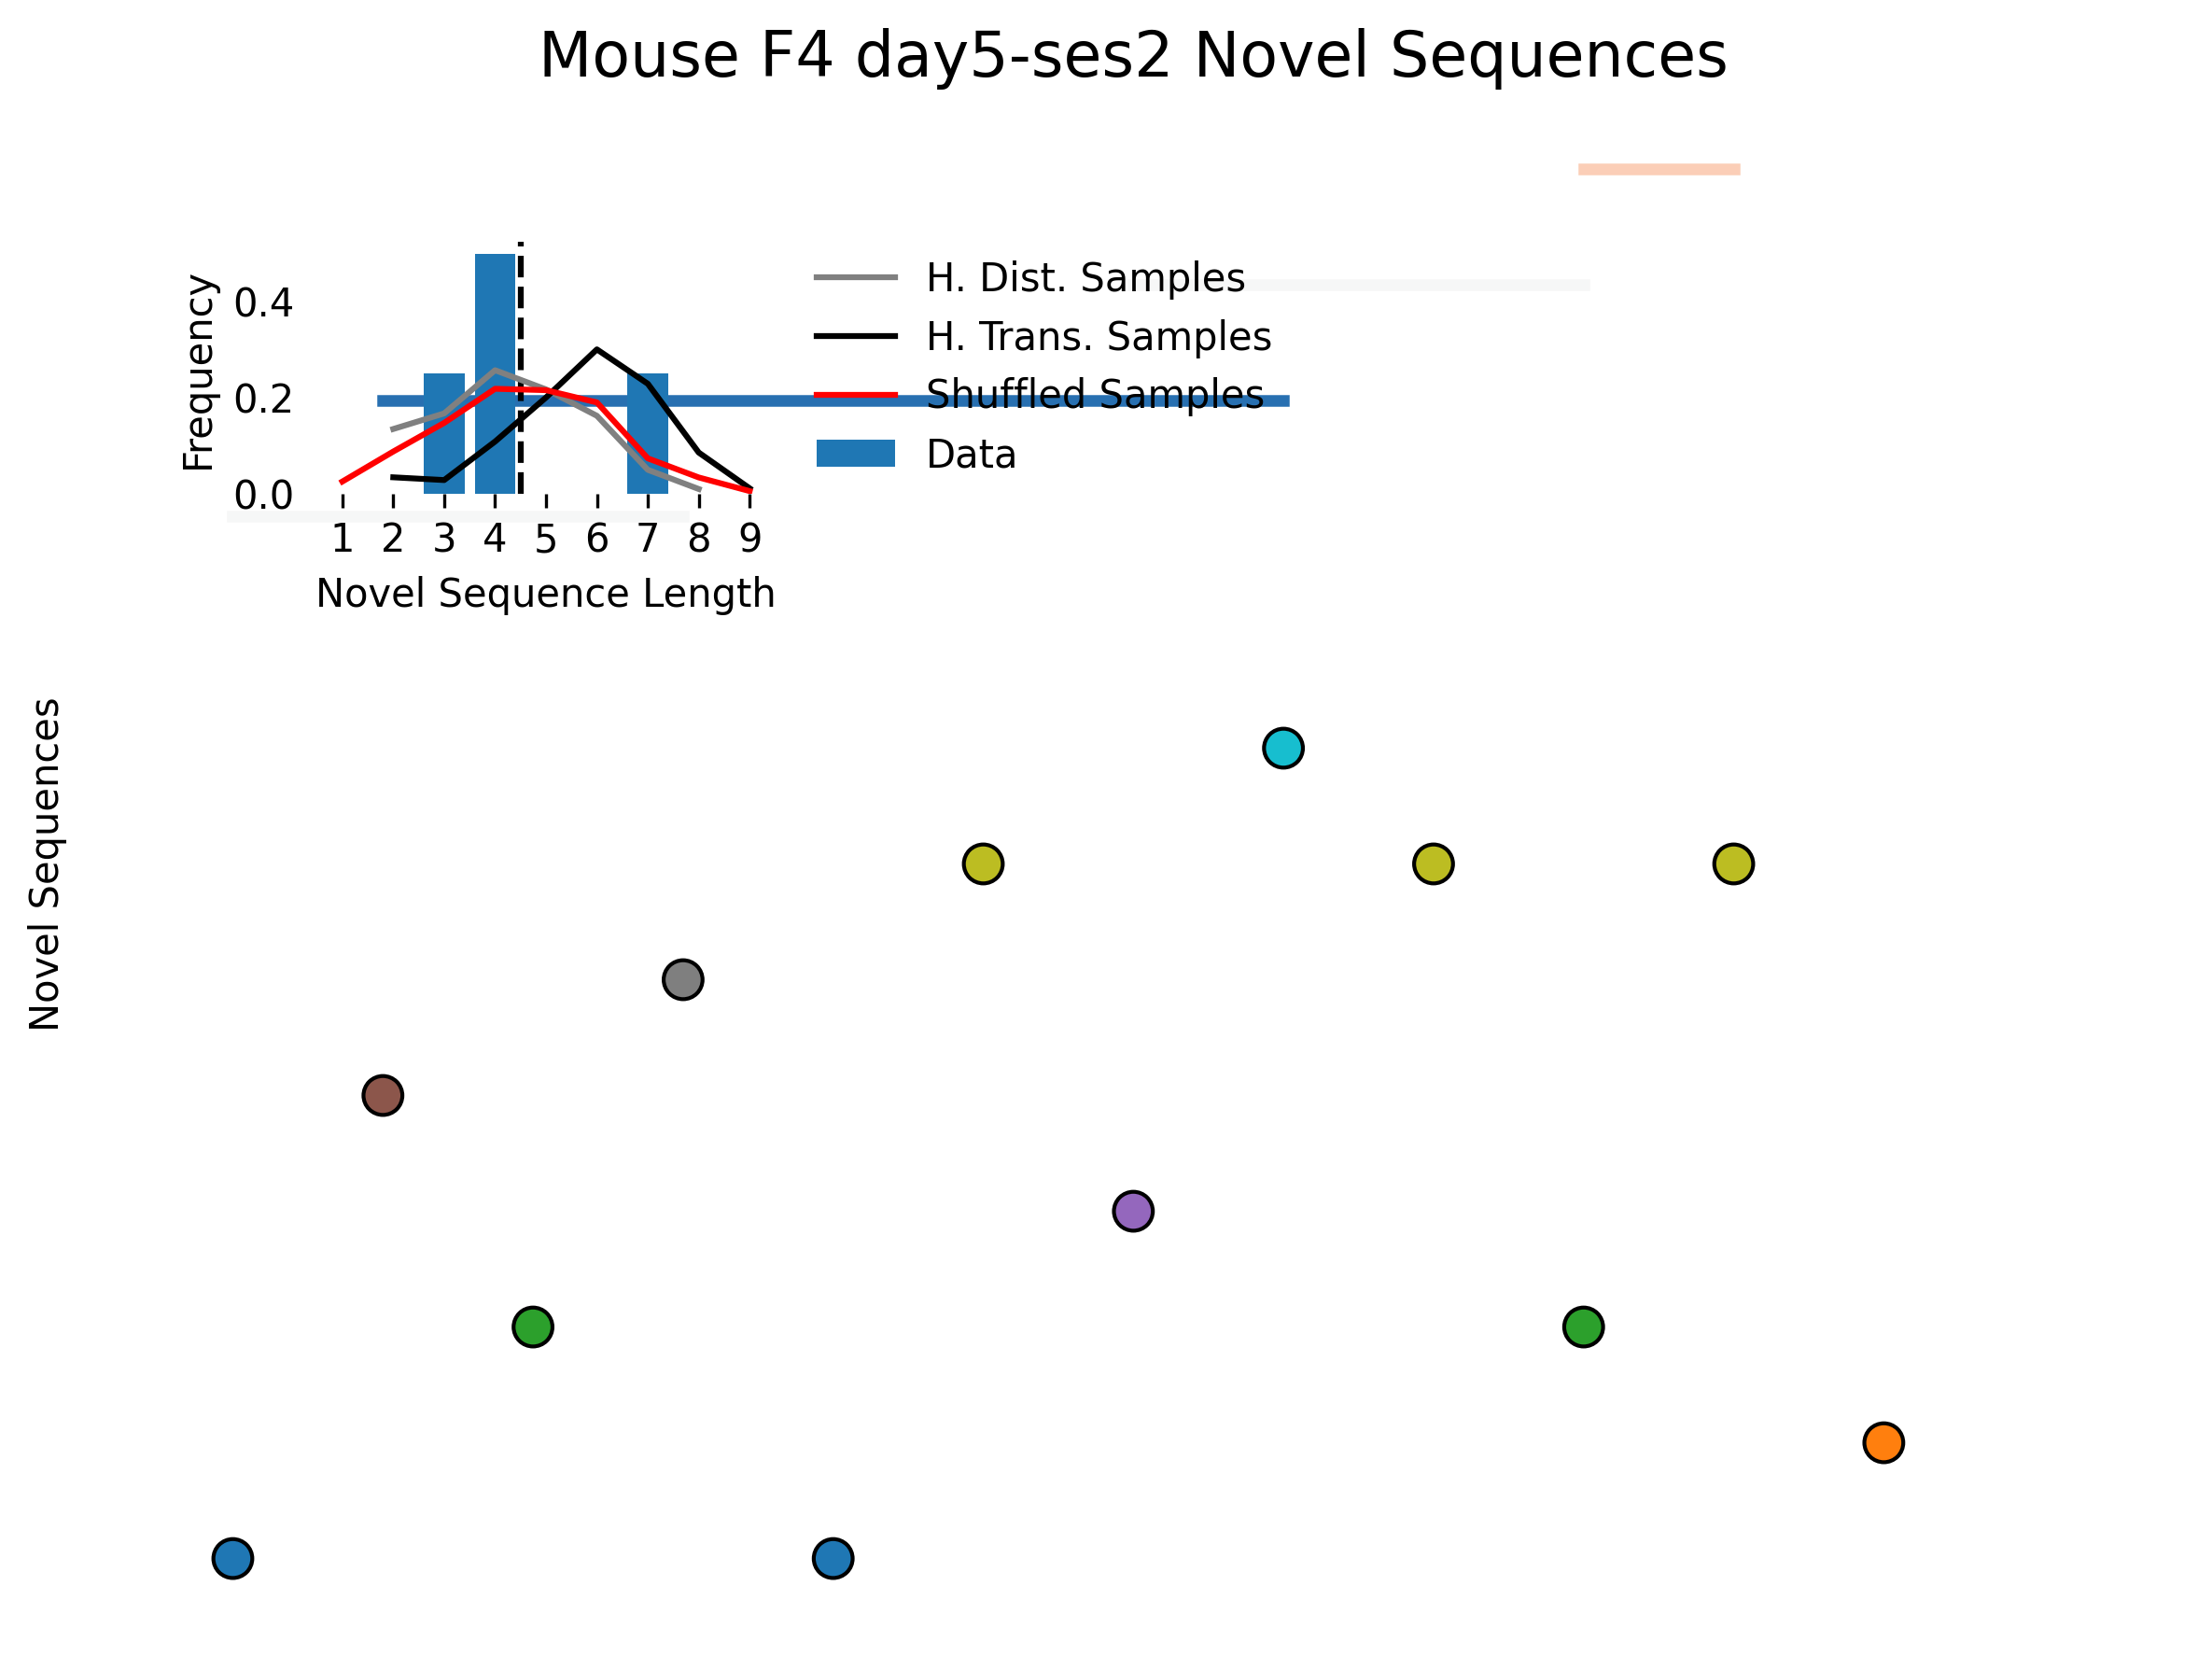 Mouse F4 day5-ses2 Novel Sequences
Frequency
0.4
0.2
0.0
1 2 3 4 5 6 7 8 9
Novel Sequence Length
H. Dist. Samples
H. Trans. Samples
Shuffled Samples
Data
Novel Sequences